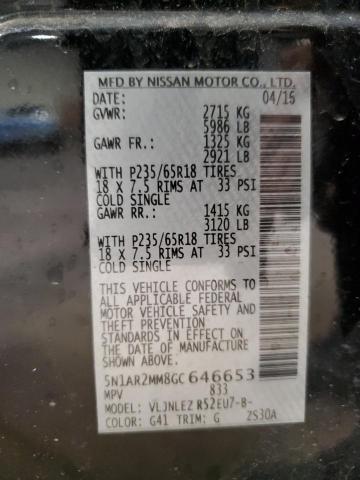 MFD BY NISSAN MOTOR CO., LTD.
DATE: 04/15
GVWR: 2715 KG
5986 LB
GAWR FR.: 1325 KG
2921 LB
WITH P235/65R18 TIRES
18 X 7.5 RIMS AT 33 PSI
COLD SINGLE
GAWR RR.: 1415 KG
3120 LB
WITH P235/65R18 TIRES
18 X 7.5 RIMS AT 33 PSI
COLD SINGLE
THIS VEHICLE CONFORMS TO
ALL APPLICABLE FEDERAL
MOTOR VEHICLE SAFETY AND
THEFT PREVENTION
STANDARDS IN EFFECT ON
THE DATE OF MANUFACTURE
SHOWN ABOVE.
5N1AR2MM8GC646653
MPV 833
MODEL: VLJNLEZ R52EU7-B-
COLOR: G41 TRIM: G ZS30A